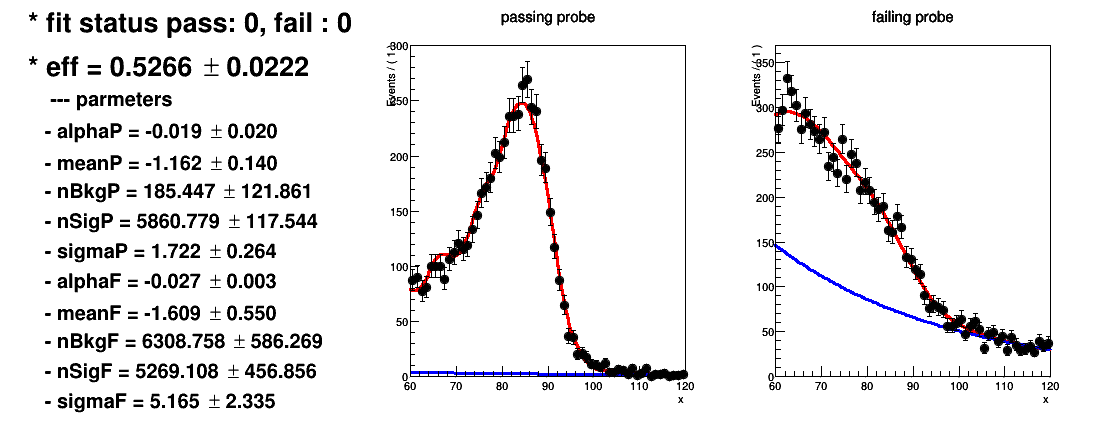 * fit status pass: 0, fail : 0
* eff = 0.5266 ± 0.0222
--- parmeters
- alphaP = -0.019 ± 0.020
- meanP = -1.162 ± 0.140
- nBkgP = 185.447 ± 121.861
- nSigP = 5860.779 ± 117.544
- sigmaP = 1.722 ± 0.264
- alphaF = -0.027 ± 0.003
- meanF = -1.609 ± 0.550
- nBkgF = 6308.758 ± 586.269
- nSigF = 5269.108 ± 456.856
- sigmaF = 5.165 ± 2.335
passing probe
Events / ( 1 )
300
250
200
150
100
50
0
60 70 80 90 100 110 120
x
failing probe
Events / ( 1 )
350
300
250
200
150
100
50
0
60 70 80 90 100 110 120
x